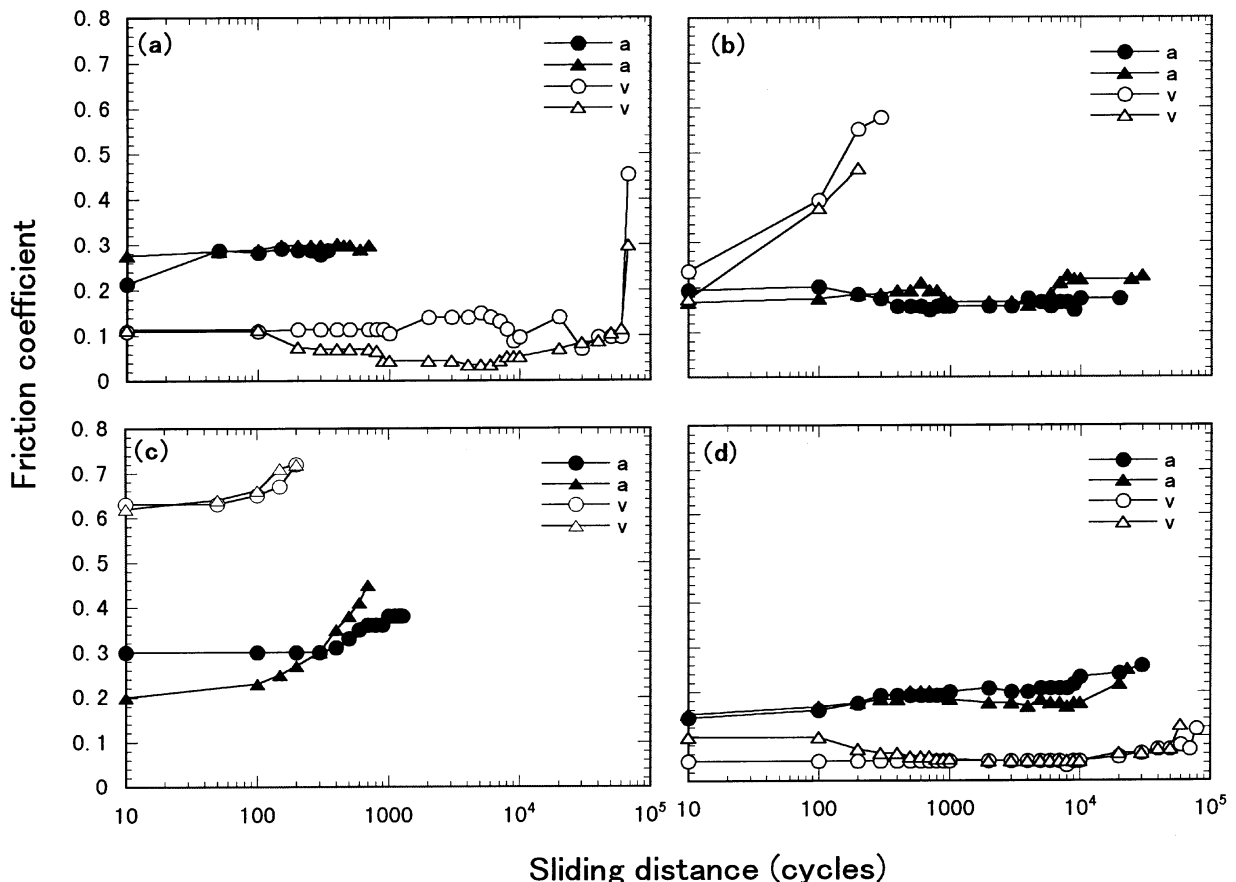 (a)
a
a
v
v
0. 8
0. 7
0. 6
0. 5
0. 4
0. 3
0. 2
0. 1
0
(b)
a
a
v
v
(c)
a
a
v
v
0. 8
0. 7
0. 6
0. 5
0. 4
0. 3
0. 2
0. 1
0
10 100 1000 10⁴ 10⁵
(d)
a
a
v
v
10 100 1000 10⁴ 10⁵
Friction coefficient
Sliding distance (cycles)